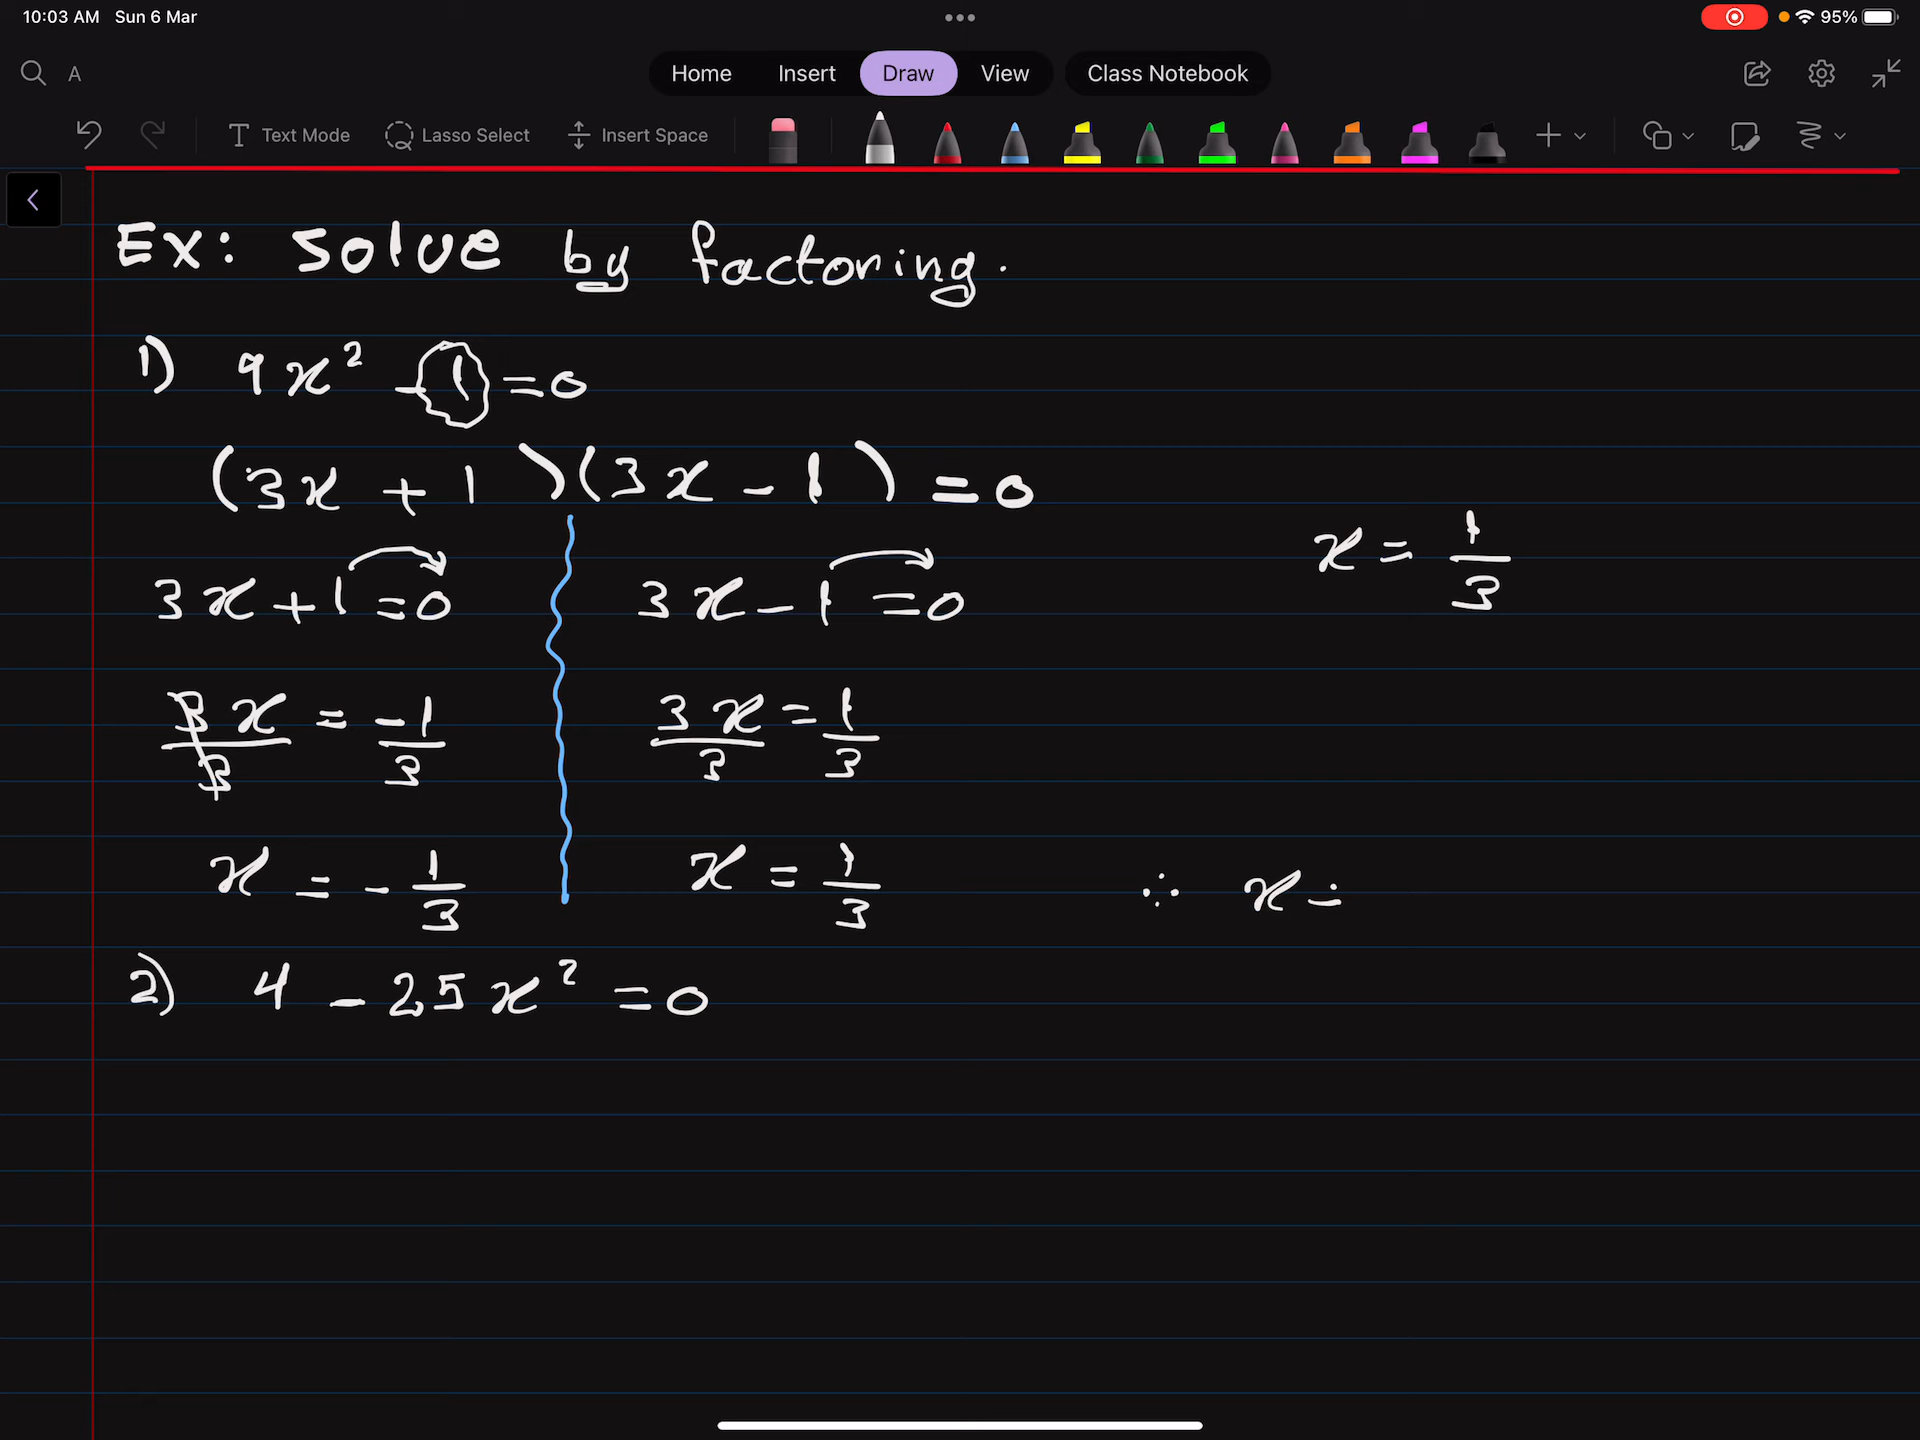 10:03 AM Sun 6 Mar 95%
A Home Insert Draw View Class Notebook
Text Mode Lasso Select Insert Space
Ex: solve by factoring.
1) 9x² - 1 = 0
(3x + 1)(3x - 1) = 0
x = 1/3
3x + 1 = 0 3x - 1 = 0
3x/3 = -1/3 3x/3 = 1/3
x = -1/3 x = 1/3 ∴ x =
2) 4 - 25x² = 0